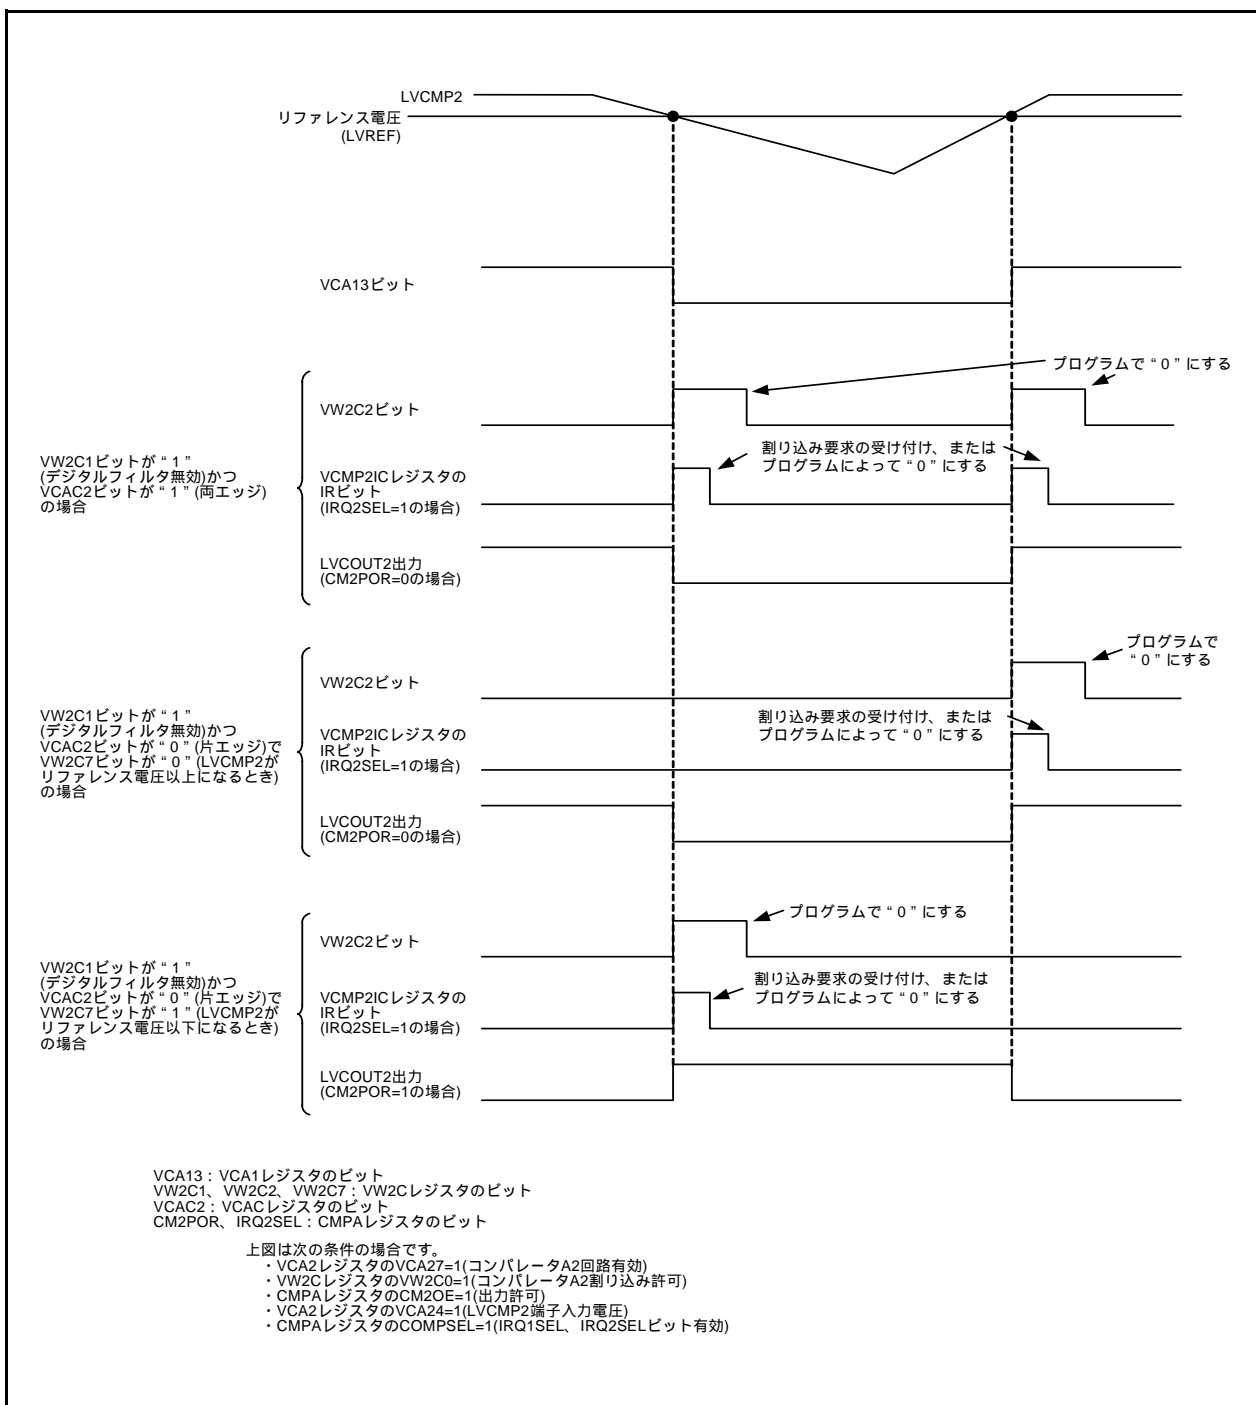 LVCMP2
リファレンス電圧
(LVREF)
VCA13ビット
プログラムで“0”にする
VW2C2ビット
割り込み要求の受け付け、または
プログラムによって“0”にする
VW2C1ビットが“1”
(デジタルフィルタ無効)かつ
VCAC2ビットが“1”(両エッジ)
の場合
VCMP2ICレジスタの
IRビット
(IRQ2SEL=1の場合)
LVCOUT2出力
(CM2POR=0の場合)
プログラムで
“0”にする
VW2C2ビット
VW2C1ビットが“1”
(デジタルフィルタ無効)かつ
VCAC2ビットが“0”(片エッジ)で
VW2C7ビットが“0”(LVCMP2が
リファレンス電圧以上になるとき)
の場合
割り込み要求の受け付け、または
プログラムによって“0”にする
VCMP2ICレジスタの
IRビット
(IRQ2SEL=1の場合)
LVCOUT2出力
(CM2POR=0の場合)
プログラムで“0”にする
VW2C2ビット
VW2C1ビットが“1”
(デジタルフィルタ無効)かつ
VCAC2ビットが“0”(片エッジ)で
VW2C7ビットが“1”(LVCMP2が
リファレンス電圧以下になるとき)
の場合
割り込み要求の受け付け、または
プログラムによって“0”にする
VCMP2ICレジスタの
IRビット
(IRQ2SEL=1の場合)
LVCOUT2出力
(CM2POR=1の場合)
VCA13：VCA1レジスタのビット
VW2C1、VW2C2、VW2C7：VW2Cレジスタのビット
VCAC2：VCACレジスタのビット
CM2POR、IRQ2SEL：CMPAレジスタのビット
上図は次の条件の場合です。
・VCA2レジスタのVCA27=1(コンパレータA2回路有効)
・VW2CレジスタのVW2C0=1(コンパレータA2割り込み許可)
・CMPAレジスタのCM2OE=1(出力許可)
・VCA2レジスタのVCA24=1(LVCMP2端子入力電圧)
・CMPAレジスタのCOMPSEL=1(IRQ1SEL、IRQ2SELビット有効)